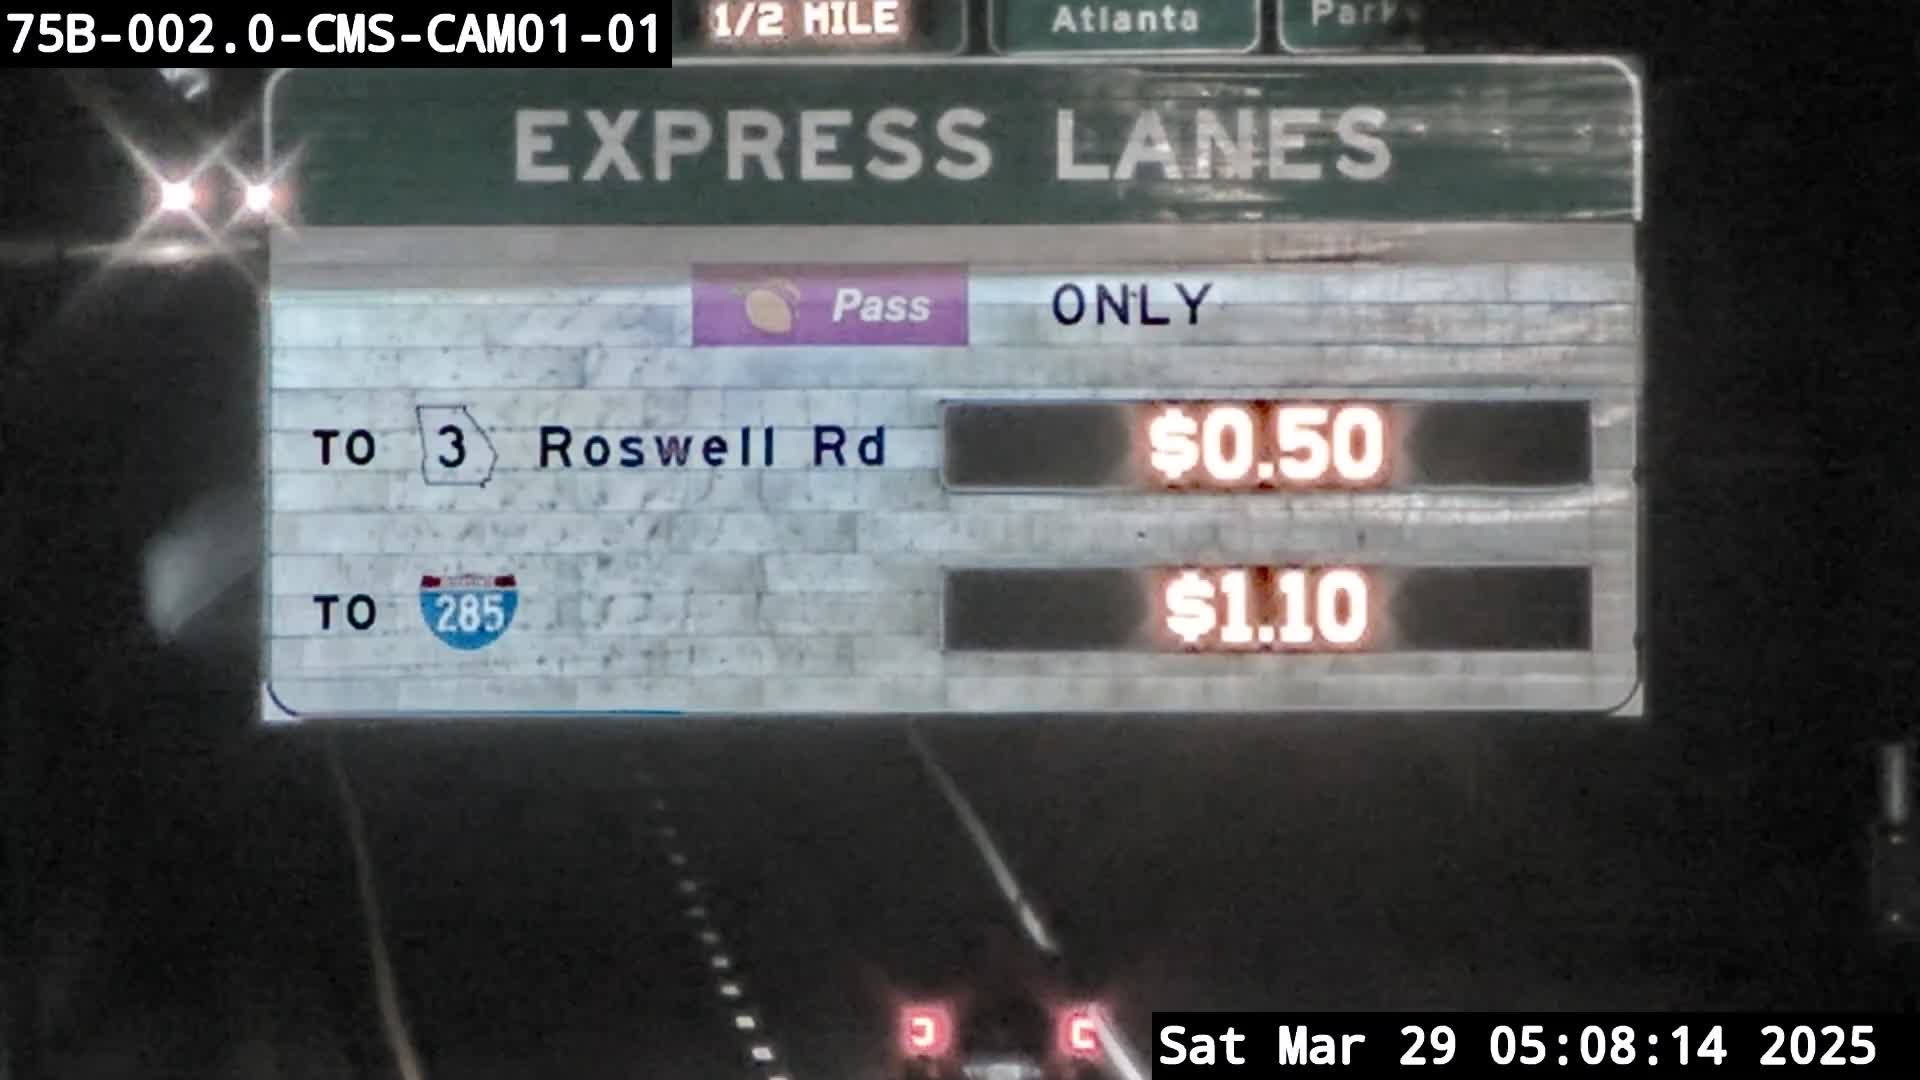 75B-002.0-CMS-CAM01-01
1/2 MILE
Atlanta
EXPRESS LANES
Pass ONLY
TO 3 Roswell Rd $0.50
TO 285 $1.10
Sat Mar 29 05:08:14 2025